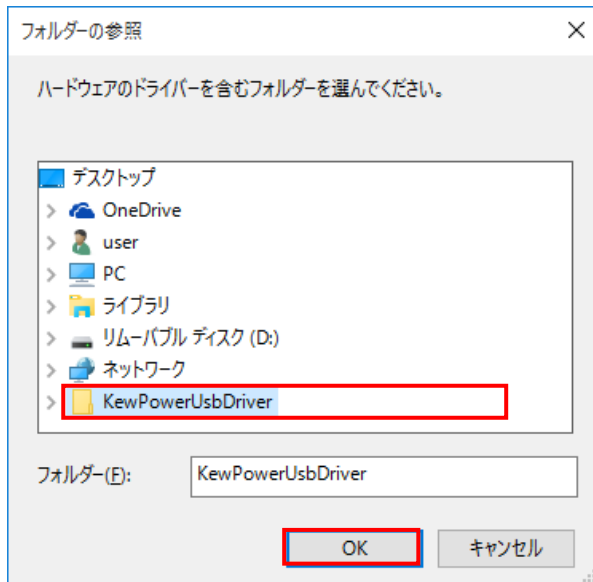 フォルダーの参照
ハードウェアのドライバーを含むフォルダーを選んでください。
デスクトップ
OneDrive
user
PC
ライブラリ
リムーバブル ディスク (D:)
ネットワーク
KewPowerUsbDriver
フォルダー(F): KewPowerUsbDriver
OK キャンセル